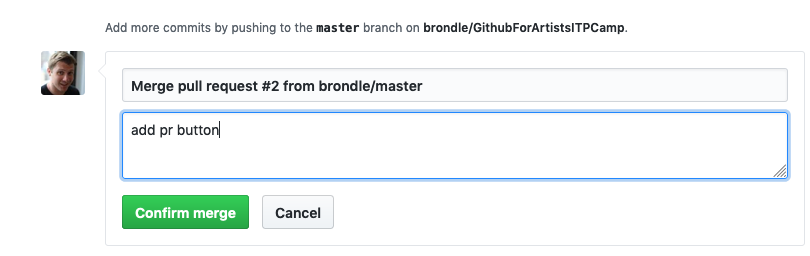 Add more commits by pushing to the master branch on brondle/GithubForArtistsITPCamp.
Merge pull request #2 from brondle/master
add pr button
Confirm merge
Cancel